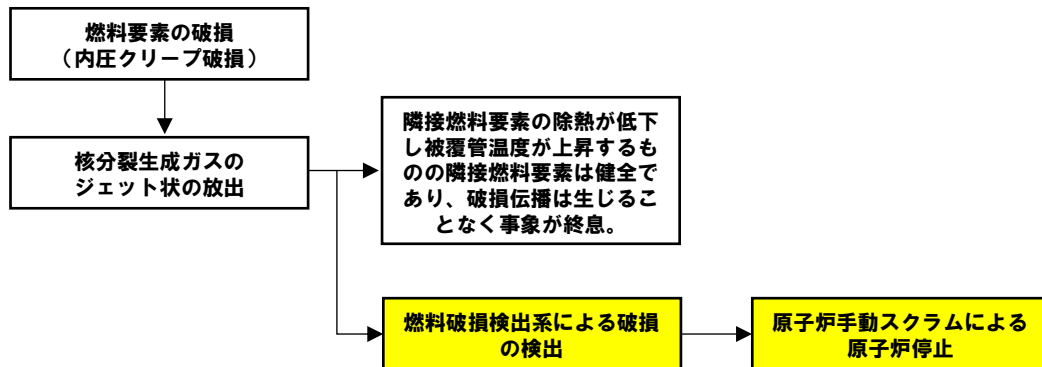 燃料要素の破損
（内圧クリープ破損）
核分裂生成ガスの
ジェット状の放出
隣接燃料要素の除熱が低下
し被覆管温度が上昇するも
のの隣接燃料要素は健全で
あり、破損伝播は生じるこ
となく事象が終息。
燃料破損検出系による破損
の検出
原子炉手動スクラムによる
原子炉停止